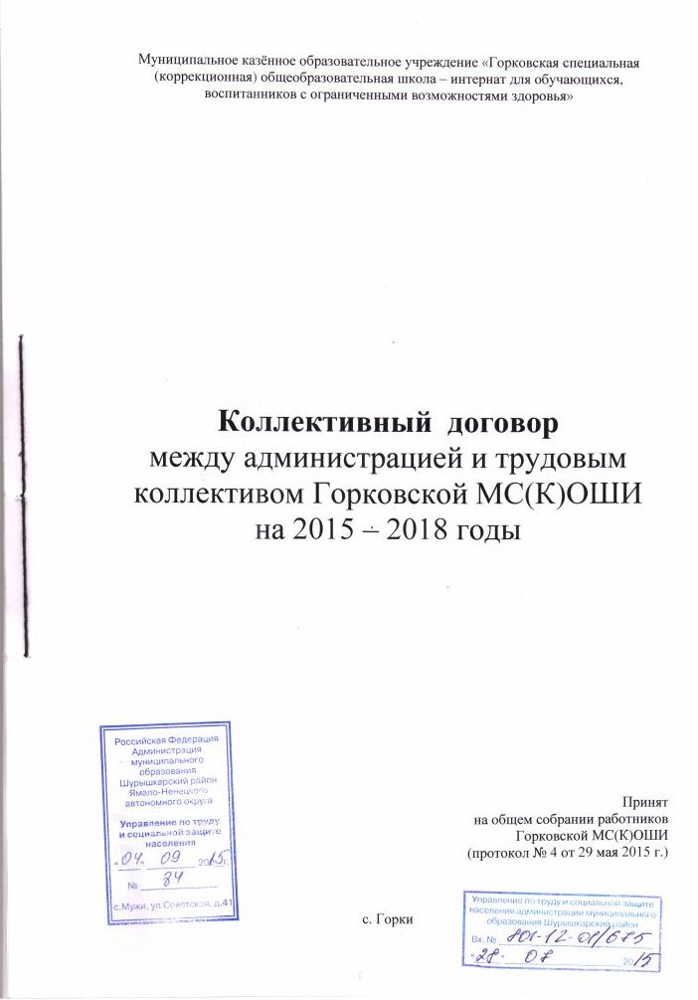 Муниципальное казённое образовательное учреждение «Горковская специальная
(коррекционная) общеобразовательная школа – интернат для обучающихся,
воспитанников с ограниченными возможностями здоровья»
Коллективный договор
между администрацией и трудовым
коллективом Горковской МС(К)ОШИ
на 2015 – 2018 годы
Российская Федерация
Администрация
муниципального
образования
Шурышкарский район
Ямало-Ненецкого
автономного округа
Управление по труду
и социальной защите
населения
"04" 09 2015г.
№ 84
с.Мужи, ул.Советская, д.41
Принят
на общем собрании работников
Горковской МС(К)ОШИ
(протокол № 4 от 29 мая 2015 г.)
с. Горки
Управление по труду и социальной защите
населения администрации муниципального
образования Шурышкарский район
Вх. № 801-12-01/685
"28" 08 2015